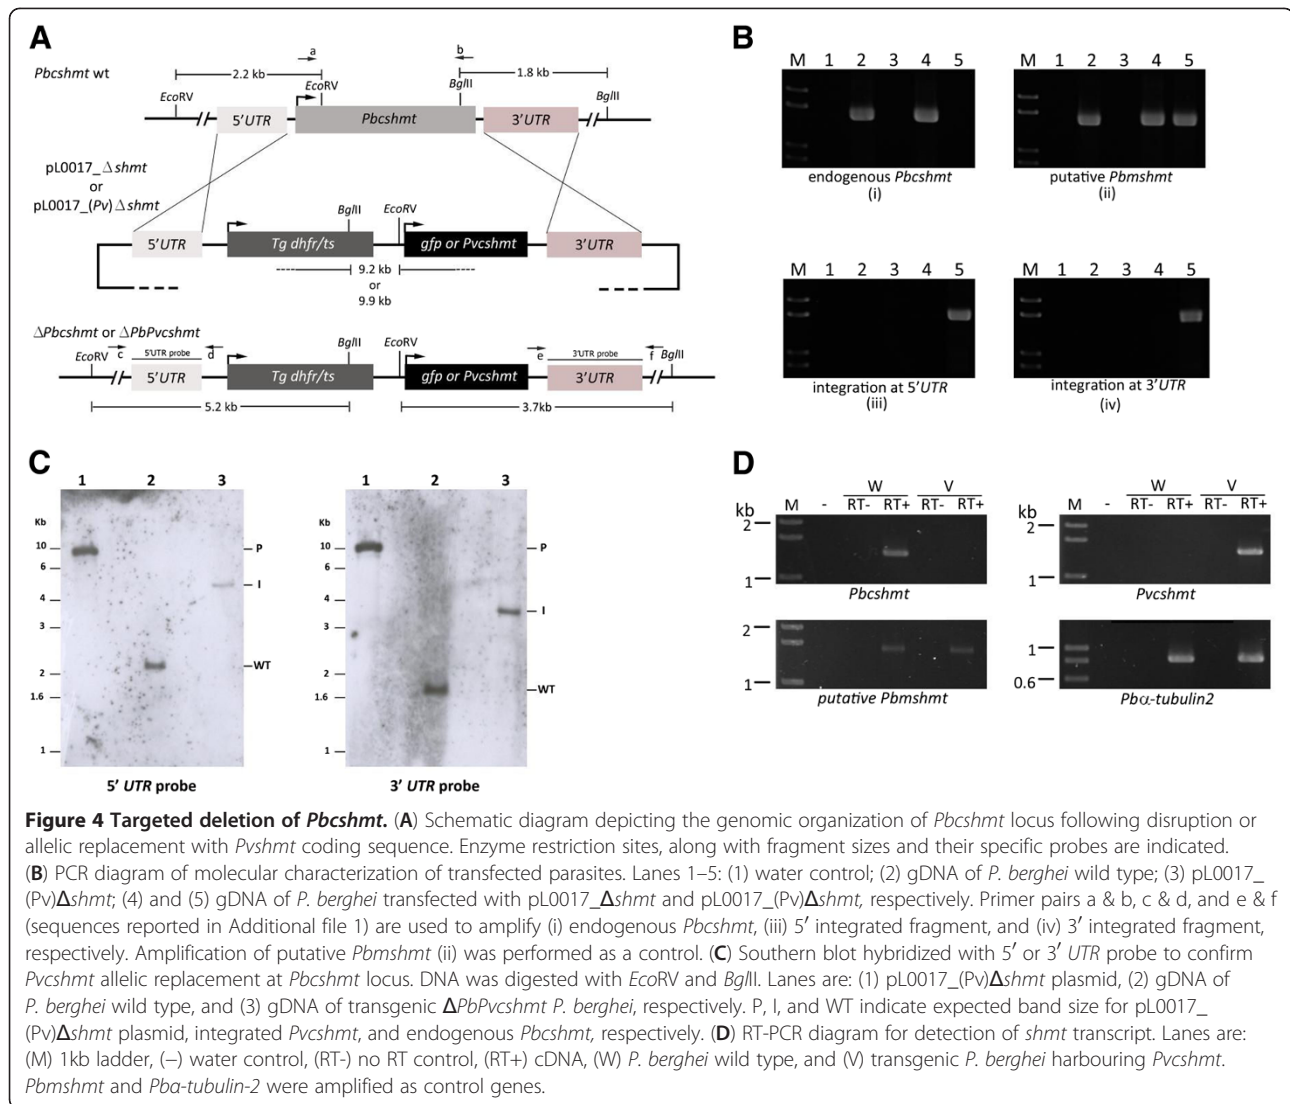 A
a
b
Pbcshmt wt
2.2 kb
1.8 kb
EcoRV
EcoRV
BglII
BglII
5'UTR
Pbcshmt
3'UTR
pL0017_Δshmt
or
pL0017_(Pv)Δshmt
BglII
EcoRV
5'UTR
Tg dhfr/ts
gfp or Pvcshmt
3'UTR
9.2 kb
or
9.9 kb
ΔPbcshmt or ΔPbPvcshmt
EcoRV
c
5'UTR probe
d
BglII
EcoRV
e
3'UTR probe
f
BglII
5'UTR
Tg dhfr/ts
gfp or Pvcshmt
3'UTR
5.2 kb
3.7kb
B
M 1 2 3 4 5
M 1 2 3 4 5
endogenous Pbcshmt
(i)
putative Pbmshmt
(ii)
M 1 2 3 4 5
M 1 2 3 4 5
integration at 5'UTR
(iii)
integration at 3'UTR
(iv)
C
1 2 3
Kb
10
6
4
3
2
1.6
1
P
I
WT
5' UTR probe
1 2 3
Kb
10
6
4
3
2
1.6
1
P
I
WT
3' UTR probe
D
W V
kb M - RT- RT+ RT- RT+
2
1
Pbcshmt
W V
kb M - RT- RT+ RT- RT+
2
1
Pvcshmt
2
1
putative Pbmshmt
1
0.6
Pbα-tubulin2
Figure 4 Targeted deletion of Pbcshmt. (A) Schematic diagram depicting the genomic organization of Pbcshmt locus following disruption or
allelic replacement with Pvshmt coding sequence. Enzyme restriction sites, along with fragment sizes and their specific probes are indicated.
(B) PCR diagram of molecular characterization of transfected parasites. Lanes 1–5: (1) water control; (2) gDNA of P. berghei wild type; (3) pL0017_
(Pv)Δshmt; (4) and (5) gDNA of P. berghei transfected with pL0017_Δshmt and pL0017_(Pv)Δshmt, respectively. Primer pairs a & b, c & d, and e & f
(sequences reported in Additional file 1) are used to amplify (i) endogenous Pbcshmt, (iii) 5′ integrated fragment, and (iv) 3′ integrated fragment,
respectively. Amplification of putative Pbmshmt (ii) was performed as a control. (C) Southern blot hybridized with 5′ or 3′ UTR probe to confirm
Pvcshmt allelic replacement at Pbcshmt locus. DNA was digested with EcoRV and BglII. Lanes are: (1) pL0017_(Pv)Δshmt plasmid, (2) gDNA of
P. berghei wild type, and (3) gDNA of transgenic ΔPbPvcshmt P. berghei, respectively. P, I, and WT indicate expected band size for pL0017_
(Pv)Δshmt plasmid, integrated Pvcshmt, and endogenous Pbcshmt, respectively. (D) RT-PCR diagram for detection of shmt transcript. Lanes are:
(M) 1kb ladder, (−) water control, (RT-) no RT control, (RT+) cDNA, (W) P. berghei wild type, and (V) transgenic P. berghei harbouring Pvcshmt.
Pbmshmt and Pbα-tubulin-2 were amplified as control genes.